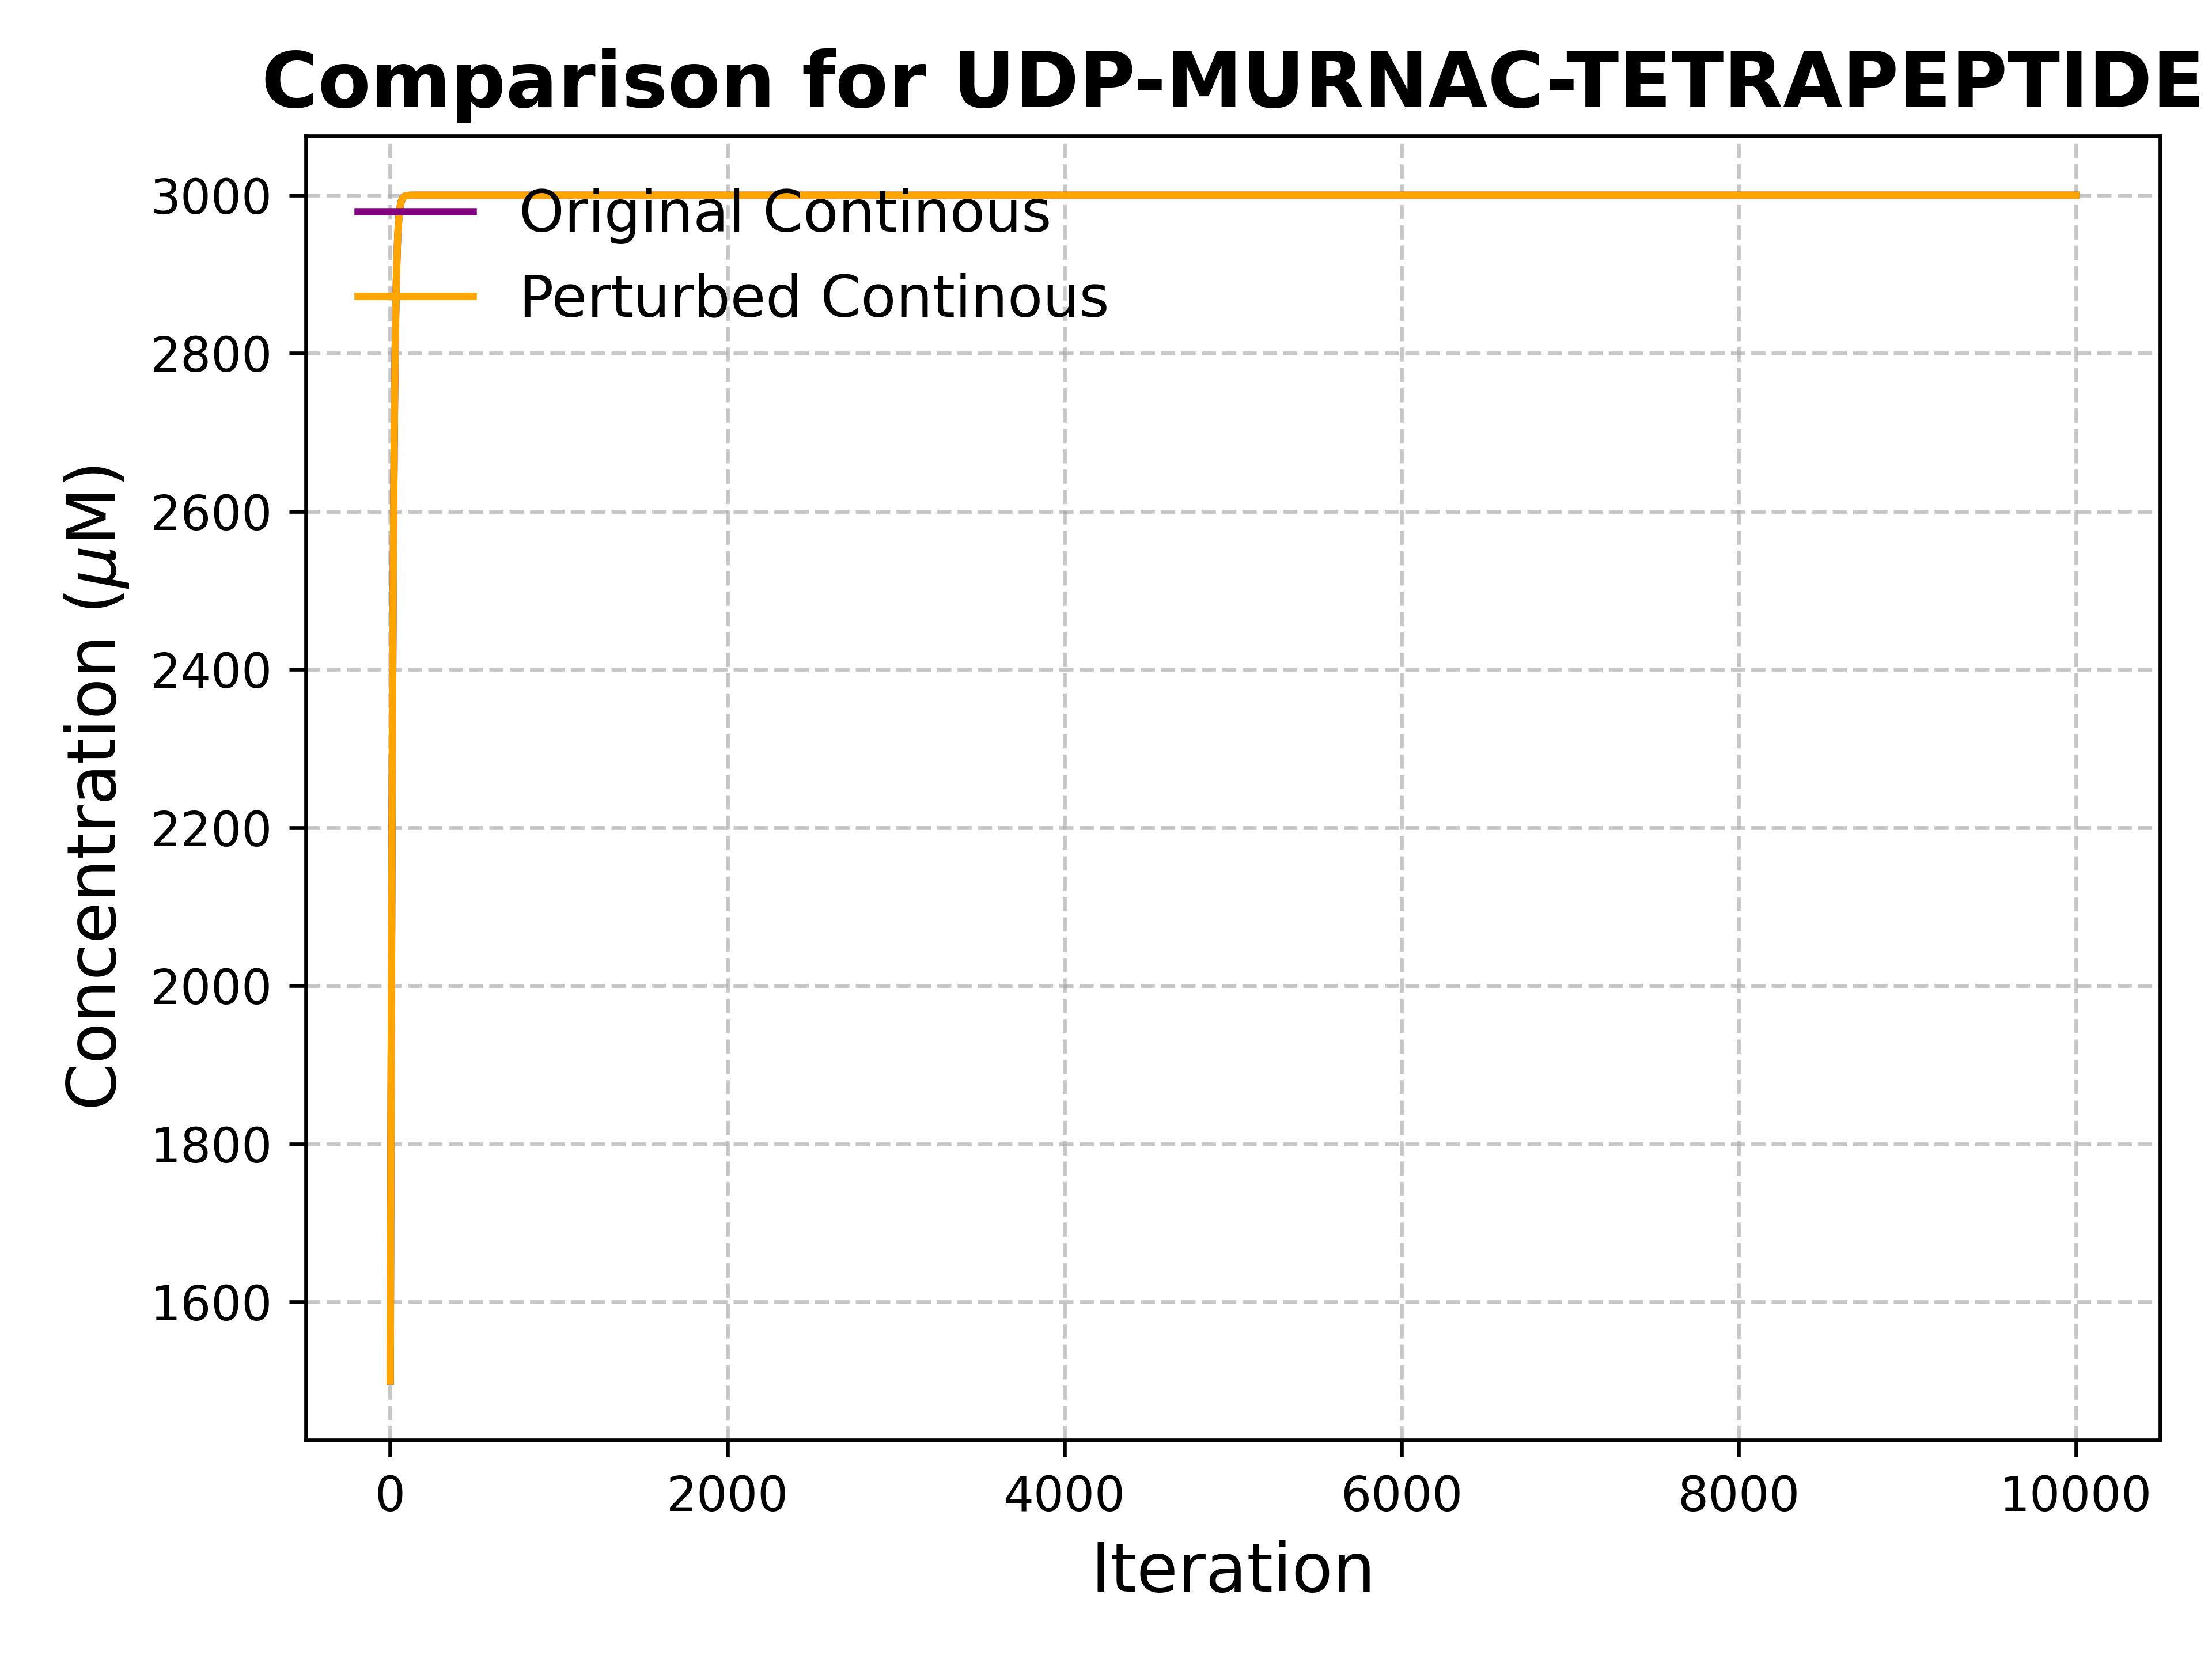 Comparison for UDP-MURNAC-TETRAPEPTIDE
Concentration (μM)
3000
2800
2600
2400
2200
2000
1800
1600
Original Continous
Perturbed Continous
0 2000 4000 6000 8000 10000
Iteration